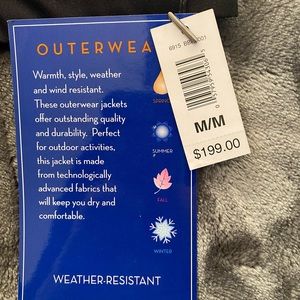 OUTERWEA
Warmth, style, weather
and wind resistant.
These outerwear jackets
offer outstanding quality
and durability. Perfect
for outdoor activities,
this jacket is made
from technologically
advanced fabrics that
will keep you dry and
comfortable.
SPRING
SUMMER
FALL
WINTER
WEATHER-RESISTANT
M/M
$199.00